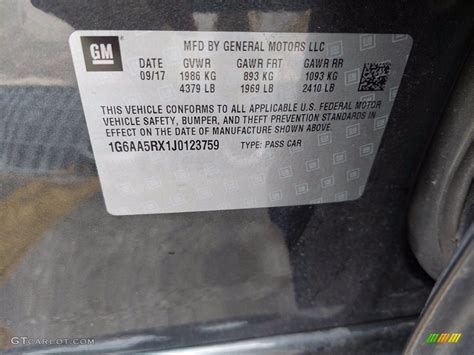 GM
MFD BY GENERAL MOTORS LLC
DATE GVWR GAWR FRT GAWR RR
09/17 1986 KG 893 KG 1093 KG
4379 LB 1969 LB 2410 LB
THIS VEHICLE CONFORMS TO ALL APPLICABLE U.S. FEDERAL MOTOR
VEHICLE SAFETY, BUMPER, AND THEFT PREVENTION STANDARDS IN
EFFECT ON THE DATE OF MANUFACTURE SHOWN ABOVE.
1G6AA5RX1J0123759 TYPE: PASS CAR
© GTCarLot.com